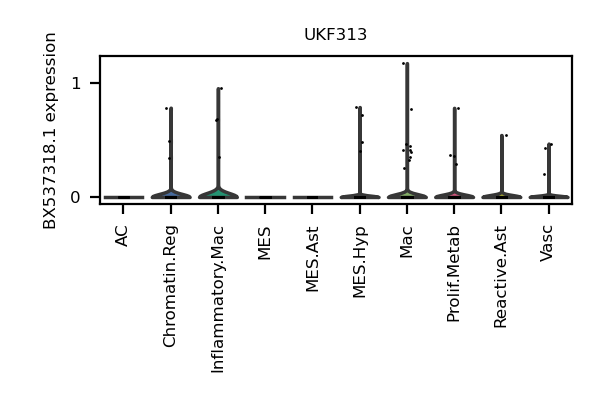 UKF313
BX537318.1 expression
1
0
AC
Chromatin.Reg
Inflammatory.Mac
MES
MES.Ast
MES.Hyp
Mac
Prolif.Metab
Reactive.Ast
Vasc